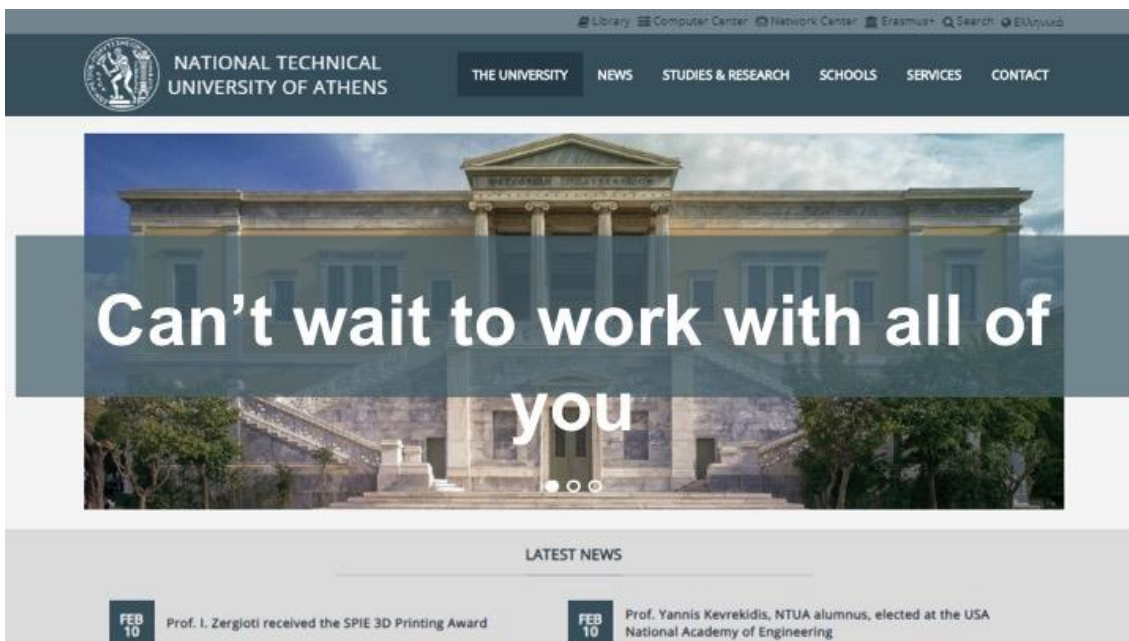 Library Computer Center Network Center Erasmus+ Search Ελληνικά
NATIONAL TECHNICAL
UNIVERSITY OF ATHENS
THE UNIVERSITY NEWS STUDIES & RESEARCH SCHOOLS SERVICES CONTACT
Can’t wait to work with all of
you
LATEST NEWS
FEB
10
Prof. I. Zergioti received the SPIE 3D Printing Award
FEB
10
Prof. Yannis Kevrekidis, NTUA alumnus, elected at the USA
National Academy of Engineering